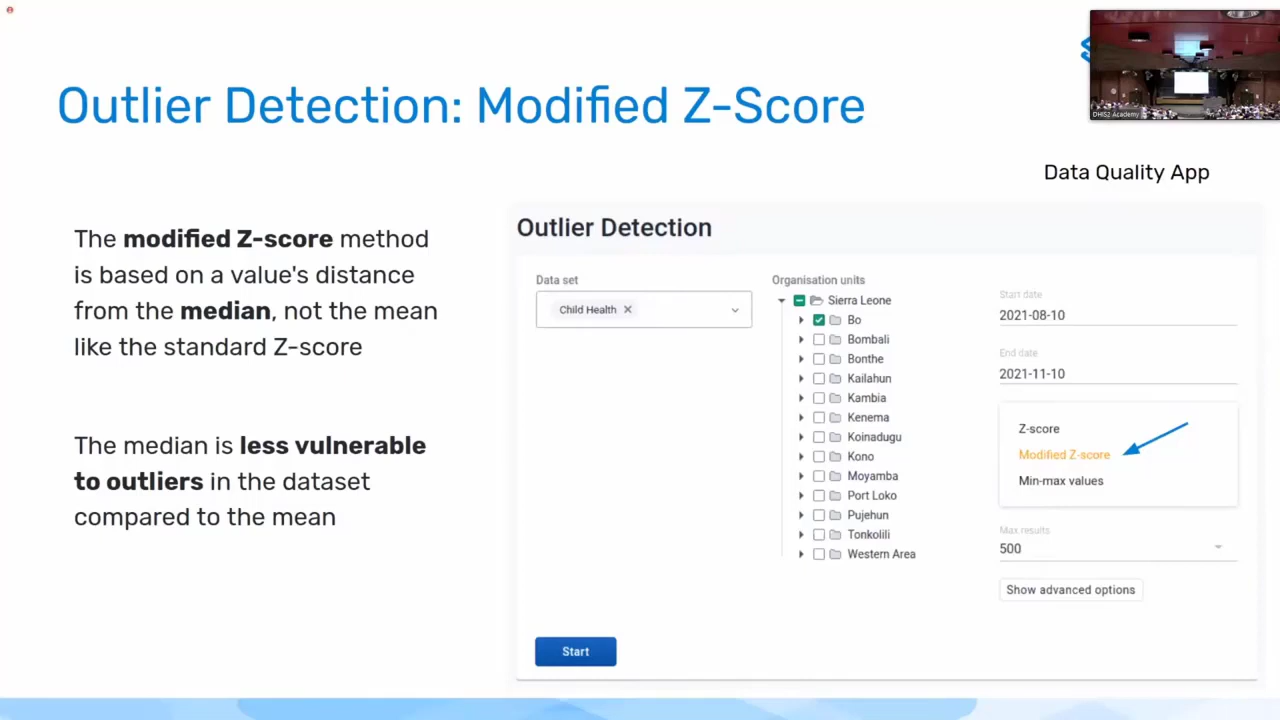 Outlier Detection: Modified Z-Score
DHIS2 Academy
Data Quality App
The modified Z-score method
is based on a value's distance
from the median, not the mean
like the standard Z-score
The median is less vulnerable
to outliers in the dataset
compared to the mean
Outlier Detection
Data set
Child Health
Organisation units
Sierra Leone
Bo
Bombali
Bonthe
Kailahun
Kambia
Kenema
Koinadugu
Kono
Moyamba
Port Loko
Pujehun
Tonkolili
Western Area
Start date
2021-08-10
End date
2021-11-10
Z-score
Modified Z-score
Min-max values
Max results
500
Show advanced options
Start